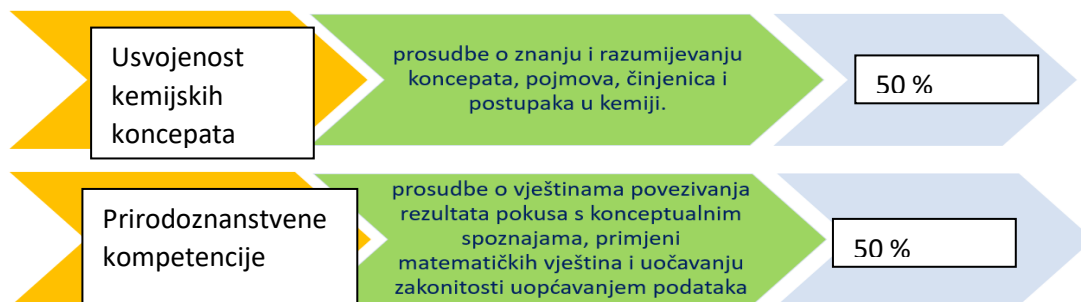 Usvojenost
kemijskih
koncepata
prosudbe o znanju i razumijevanju
koncepata, pojmova, činjenica i
postupaka u kemiji.
50 %
Prirodoznanstvene
kompetencije
prosudbe o vještinama povezivanja
rezultata pokusa s konceptualnim
spoznajama, primjeni
matematičkih vještina i uočavanju
zakonitosti uopćavanjem podataka
50 %